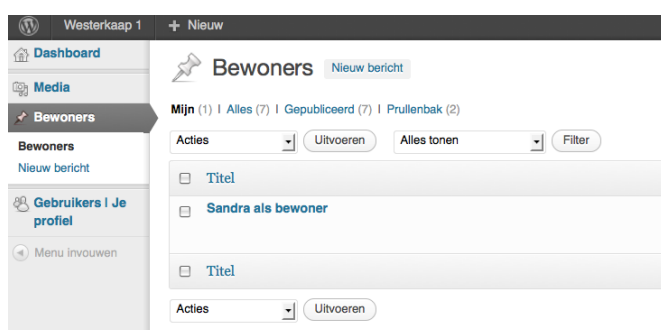 Westerkaap 1 + Nieuw
Dashboard
Media
Bewoners
Bewoners
Nieuw bericht
Gebruikers | Je
profiel
Menu invouwen
Bewoners Nieuw bericht
Mijn (1) | Alles (7) | Gepubliceerd (7) | Prullenbak (2)
Acties Uitvoeren Alles tonen Filter
Titel
Sandra als bewoner
Titel
Acties Uitvoeren